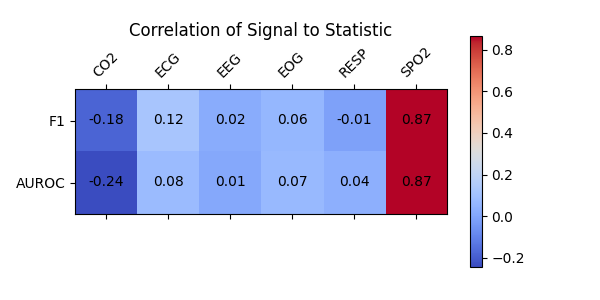 Correlation of Signal to Statistic
CO2 ECG EEG EOG RESP SPO2
F1 -0.18 0.12 0.02 0.06 -0.01 0.87
AUROC -0.24 0.08 0.01 0.07 0.04 0.87
0.8
0.6
0.4
0.2
0.0
−0.2